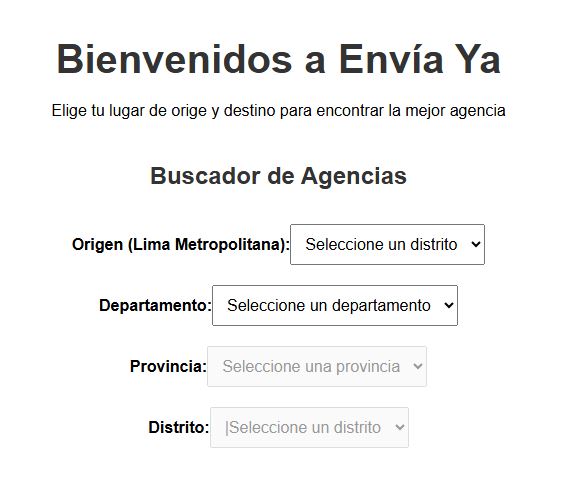 Bienvenidos a Envía Ya
Elige tu lugar de orige y destino para encontrar la mejor agencia
Buscador de Agencias
Origen (Lima Metropolitana): Seleccione un distrito
Departamento: Seleccione un departamento
Provincia: Seleccione una provincia
Distrito: |Seleccione un distrito